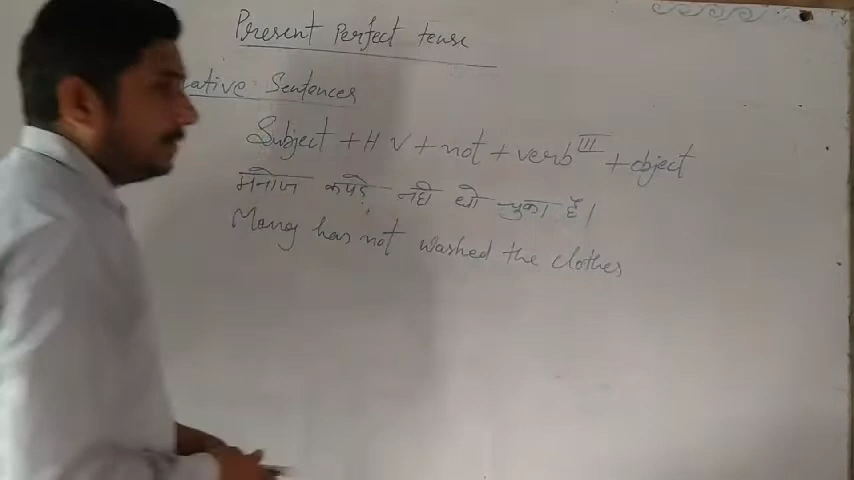 Present Perfect tense
ative Sentences
Subject + H V + not + verb III + object
मनोज कपड़े नही धो चुका है।
Manoj has not washed the clothes